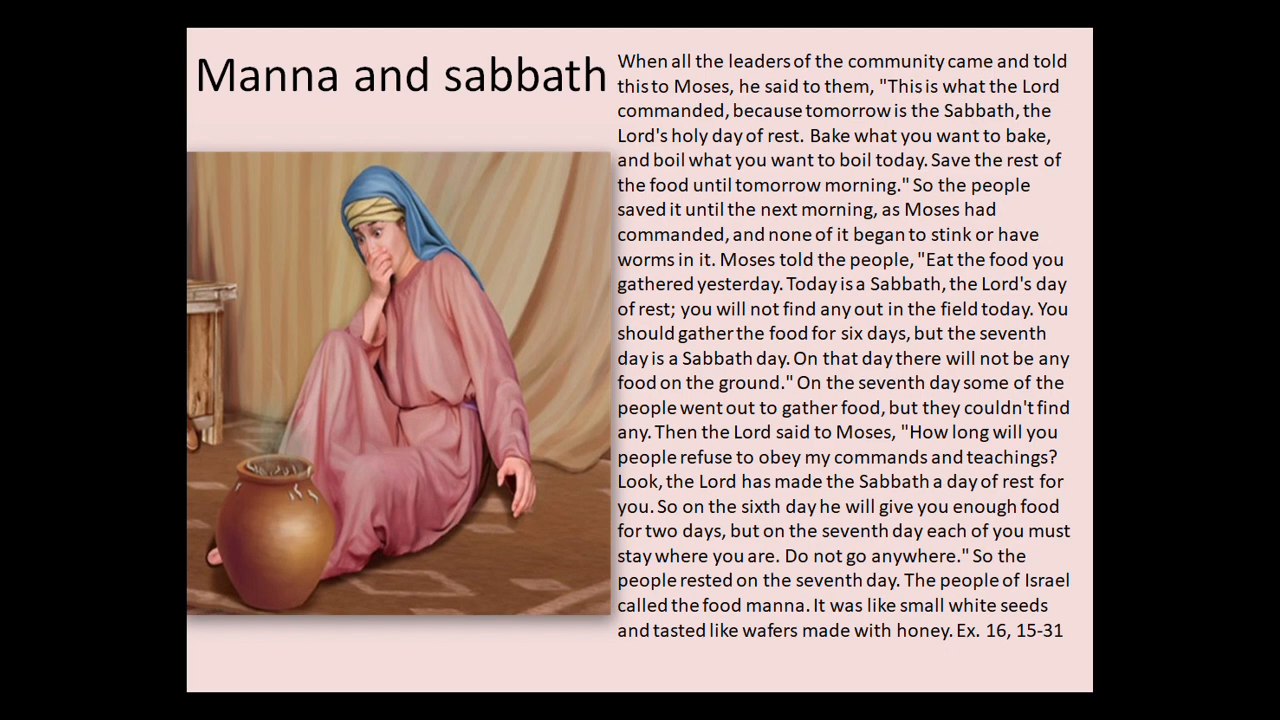 Manna and sabbath
When all the leaders of the community came and told
this to Moses, he said to them, "This is what the Lord
commanded, because tomorrow is the Sabbath, the
Lord's holy day of rest. Bake what you want to bake,
and boil what you want to boil today. Save the rest of
the food until tomorrow morning." So the people
saved it until the next morning, as Moses had
commanded, and none of it began to stink or have
worms in it. Moses told the people, "Eat the food you
gathered yesterday. Today is a Sabbath, the Lord's day
of rest; you will not find any out in the field today. You
should gather the food for six days, but the seventh
day is a Sabbath day. On that day there will not be any
food on the ground." On the seventh day some of the
people went out to gather food, but they couldn't find
any. Then the Lord said to Moses, "How long will you
people refuse to obey my commands and teachings?
Look, the Lord has made the Sabbath a day of rest for
you. So on the sixth day he will give you enough food
for two days, but on the seventh day each of you must
stay where you are. Do not go anywhere." So the
people rested on the seventh day. The people of Israel
called the food manna. It was like small white seeds
and tasted like wafers made with honey. Ex. 16, 15-31